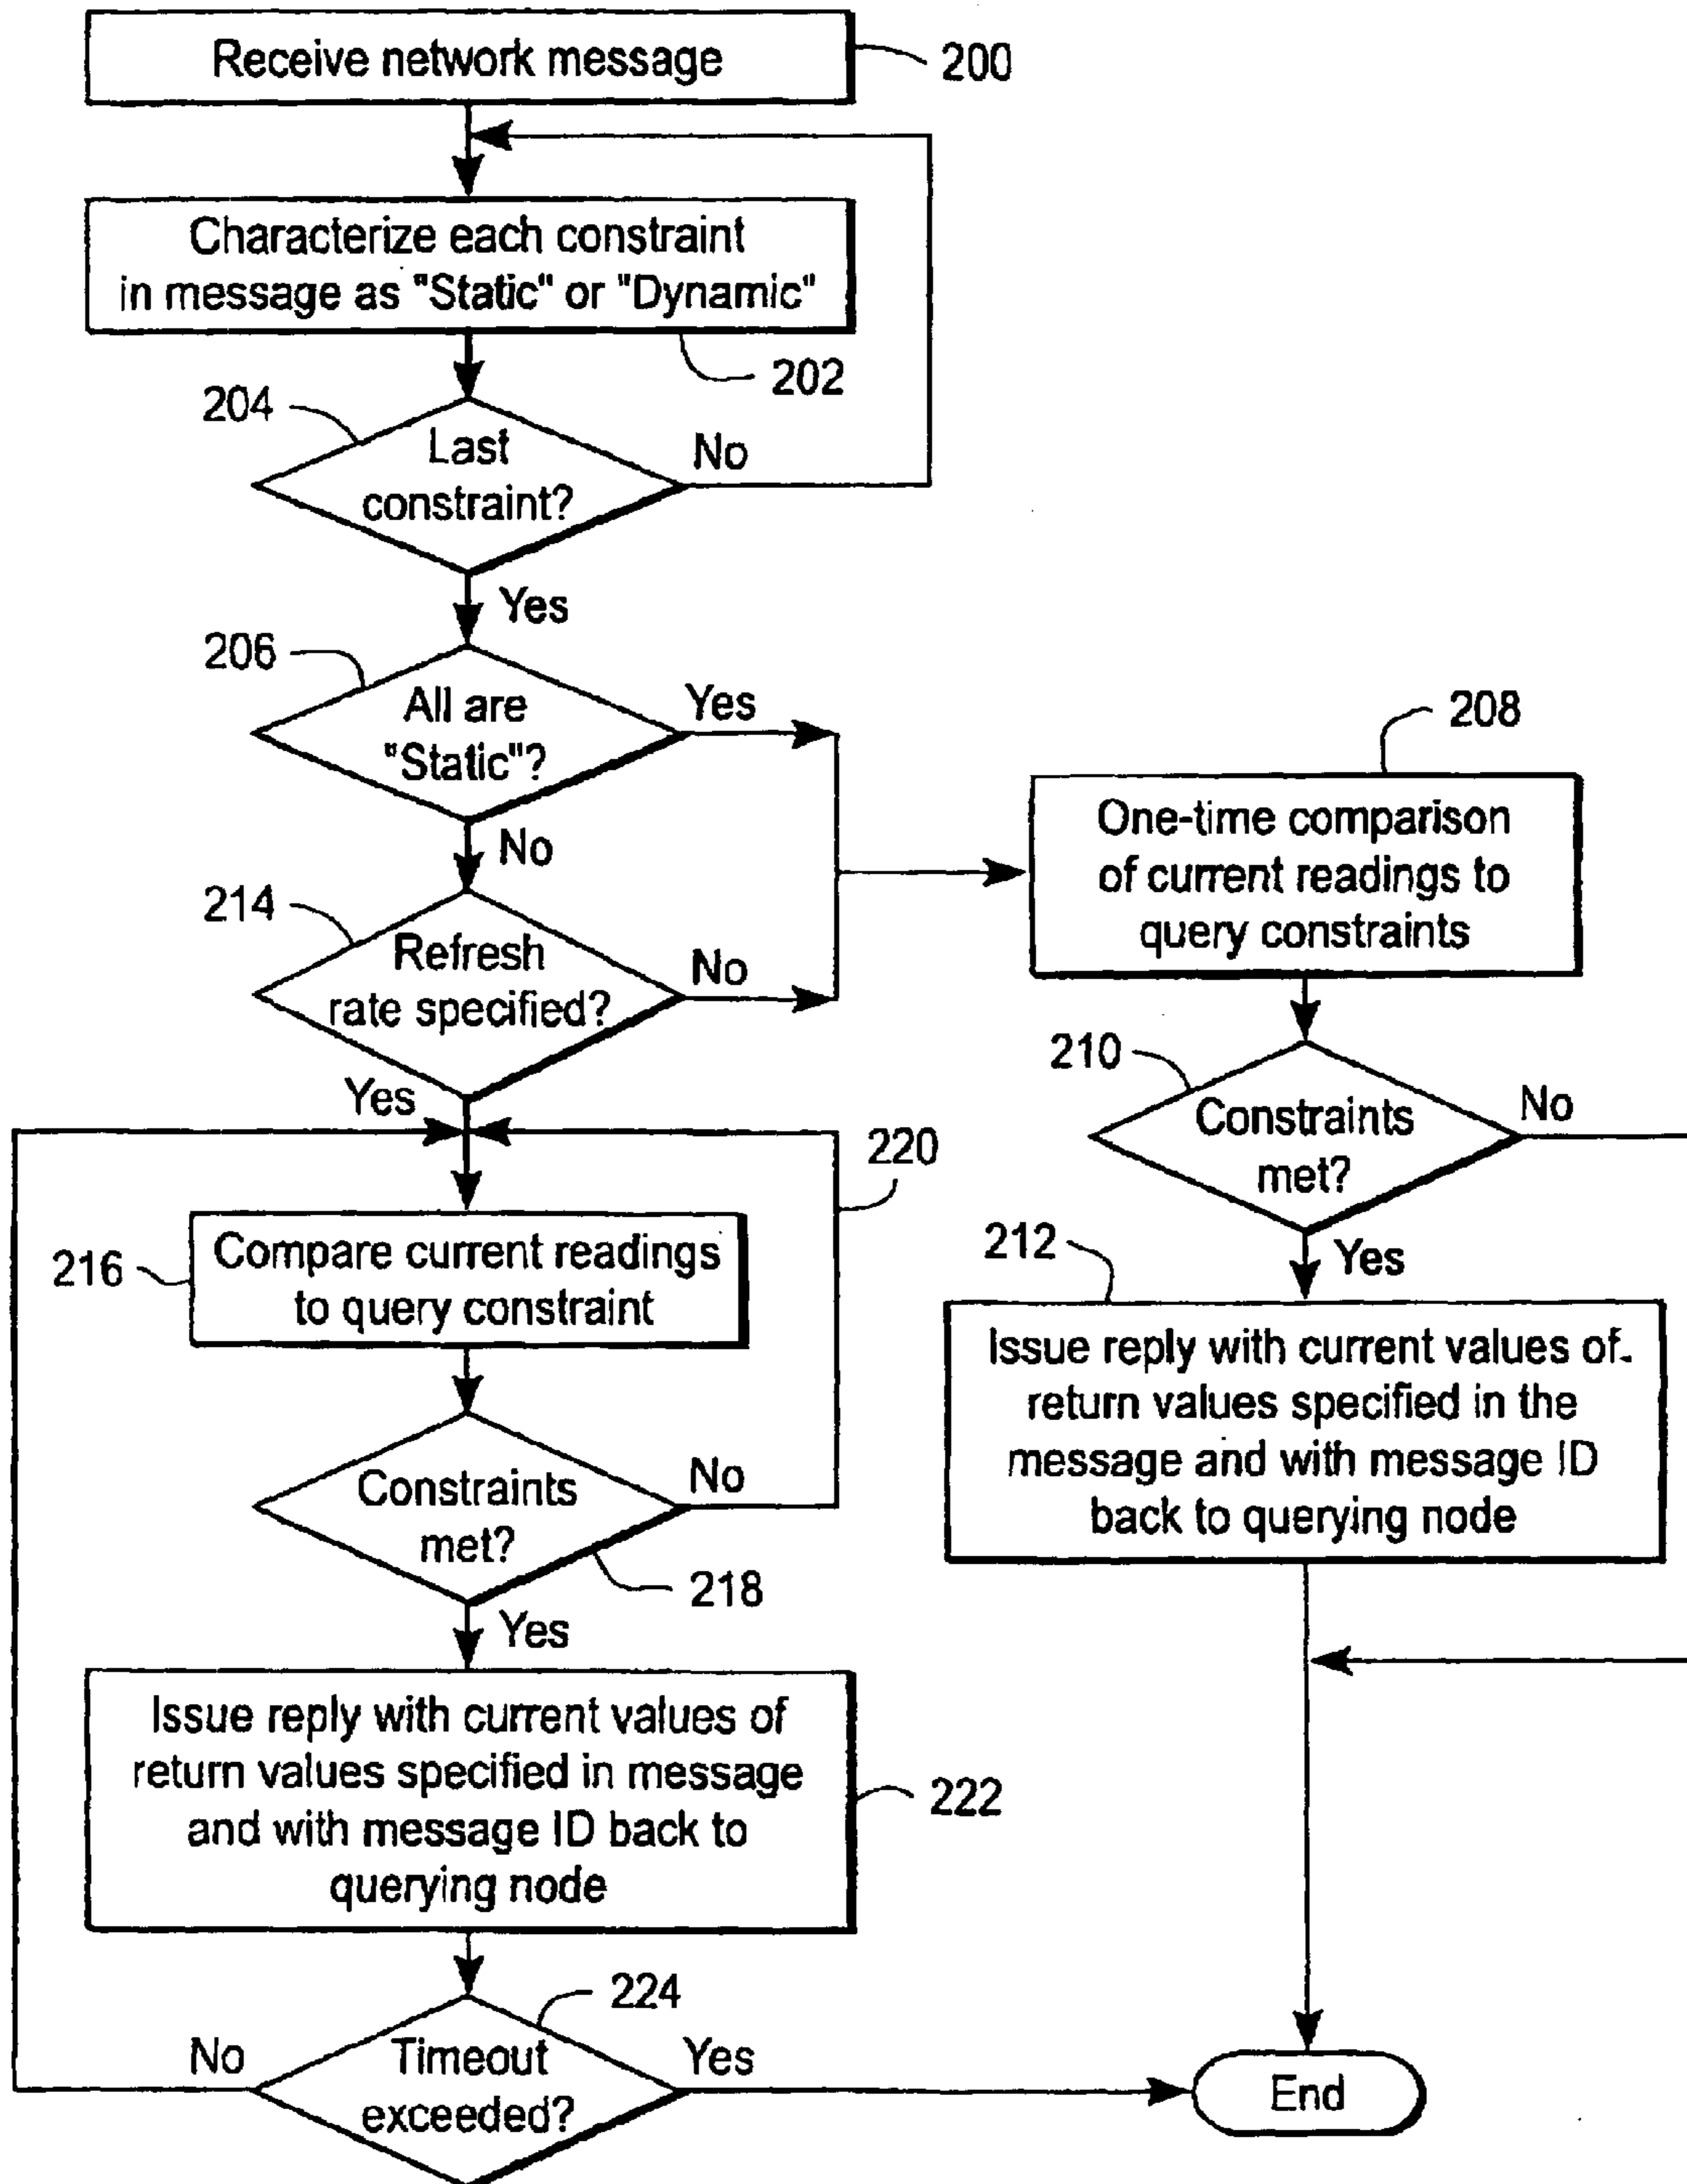 Receive network message
200
Characterize each constraint
in message as "Static" or "Dynamic"
202
204
Last
constraint?
No
Yes
206
All are
"Static"?
Yes
No
208
One-time comparison
of current readings to
query constraints
214
Refresh
rate specified?
No
Yes
210
Constraints
met?
No
Yes
220
216
Compare current readings
to query constraint
212
Issue reply with current values of
return values specified in the
message and with message ID
back to querying node
Constraints
met?
No
218
Yes
Issue reply with current values of
return values specified in message
and with message ID back to
querying node
222
224
Timeout
exceeded?
No
Yes
End